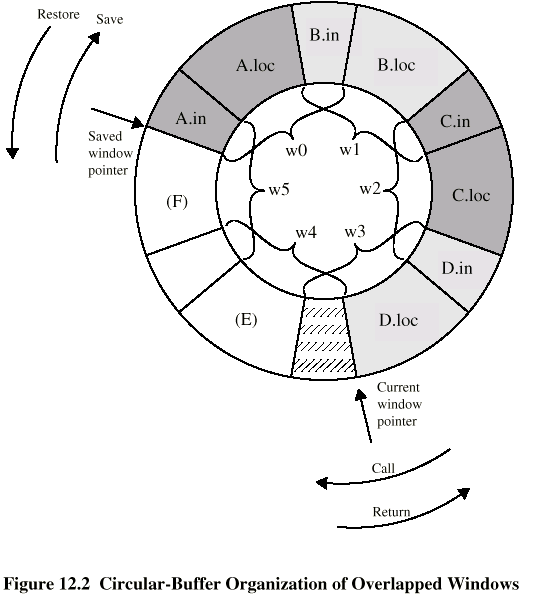 Restore
Save
B.in
A.loc
B.loc
A.in
C.in
Saved
window
pointer
w0
w1
(F)
w5
w2
C.loc
w4
w3
D.in
(E)
D.loc
Current
window
pointer
Call
Return
Figure 12.2 Circular-Buffer Organization of Overlapped Windows